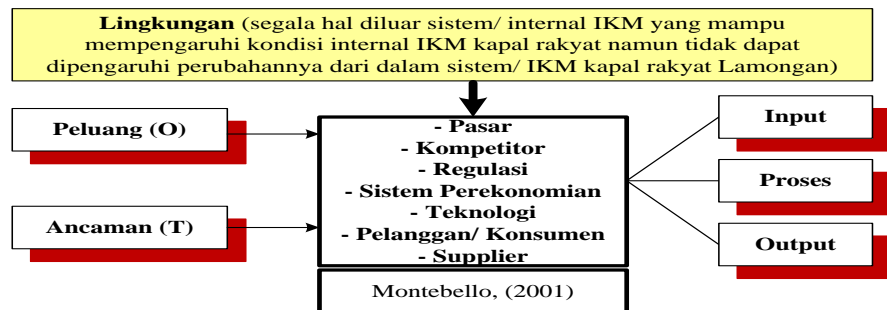 Lingkungan (segala hal diluar sistem/ internal IKM yang mampu
mempengaruhi kondisi internal IKM kapal rakyat namun tidak dapat
dipengaruhi perubahannya dari dalam sistem/ IKM kapal rakyat Lamongan)
Peluang (O)
Ancaman (T)
- Pasar
- Kompetitor
- Regulasi
- Sistem Perekonomian
- Teknologi
- Pelanggan/ Konsumen
- Supplier
Montebello, (2001)
Input
Proses
Output